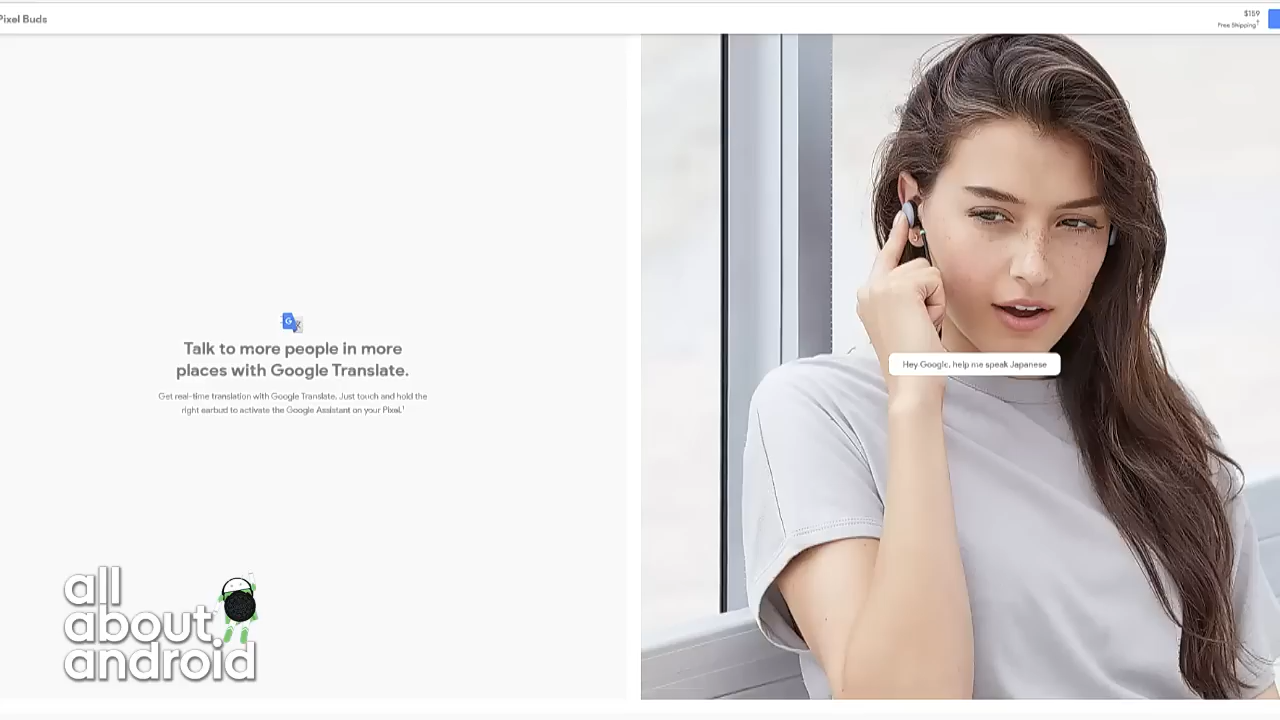 Pixel Buds
$159
Free Shipping†
G
Talk to more people in more
places with Google Translate.
Get real-time translation with Google Translate. Just touch and hold the
right earbud to activate the Google Assistant on your Pixel.¹
Hey Google, help me speak Japanese
all
about
android